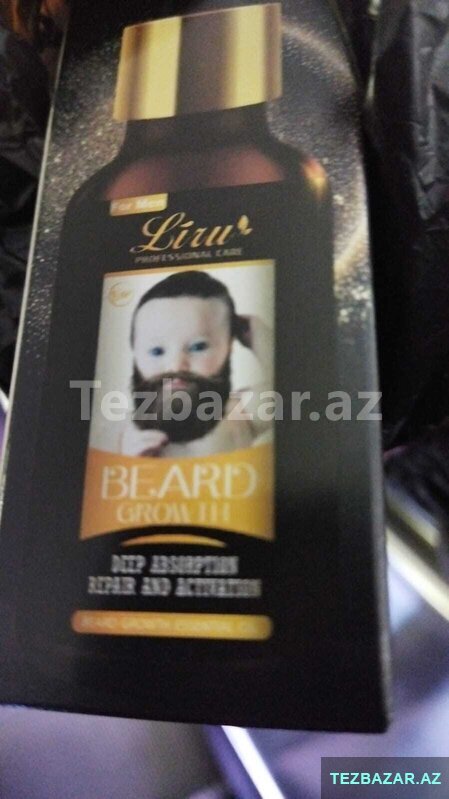 For Men
Liru
PROFESSIONAL CARE
Tezbazar.az
BEARD
GROWTH
DEEP ABSORPTION
REPAIR AND ACTIVATION
BEARD GROWTH ESSENTIAL OIL
TEZBAZAR.AZ